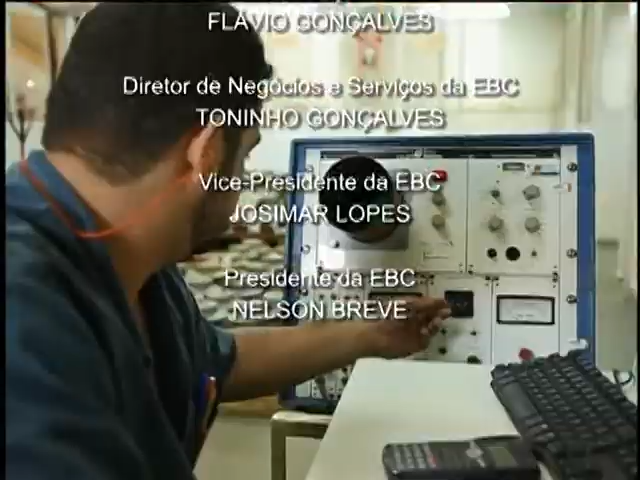 FLÁVIO GONÇALVES
Diretor de Negócios e Serviços da EBC
TONINHO GONÇALVES
Vice-Presidente da EBC
JOSIMAR LOPES
Presidente da EBC
NELSON BREVE